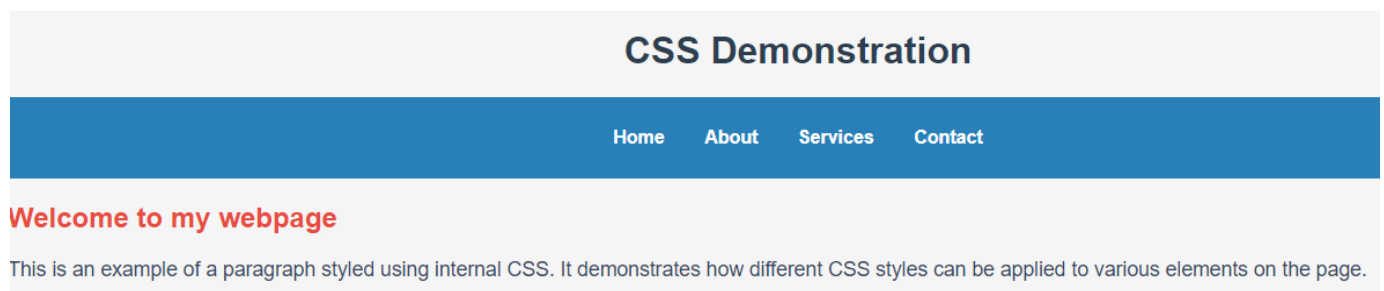 CSS Demonstration
Home About Services Contact
Welcome to my webpage
This is an example of a paragraph styled using internal CSS. It demonstrates how different CSS styles can be applied to various elements on the page.